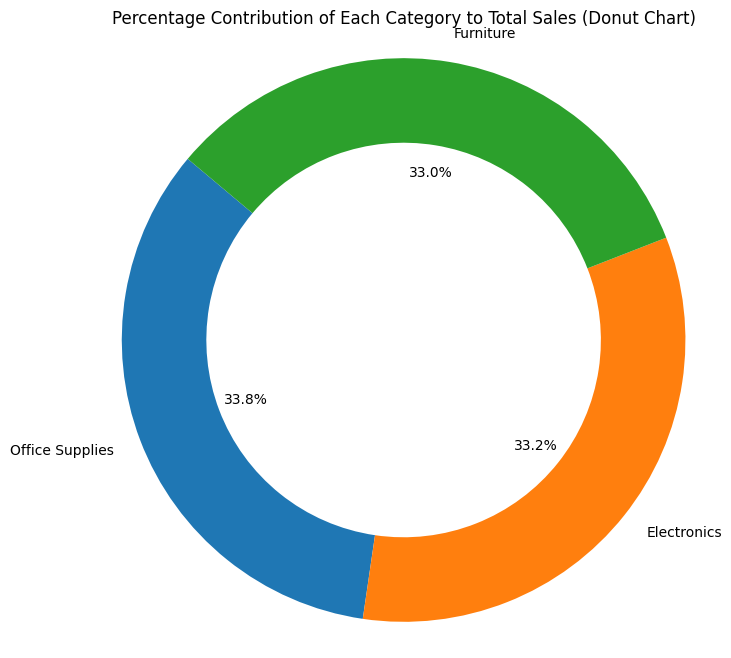 Percentage Contribution of Each Category to Total Sales (Donut Chart)
Furniture
33.0%
33.8%
33.2%
Office Supplies
Electronics